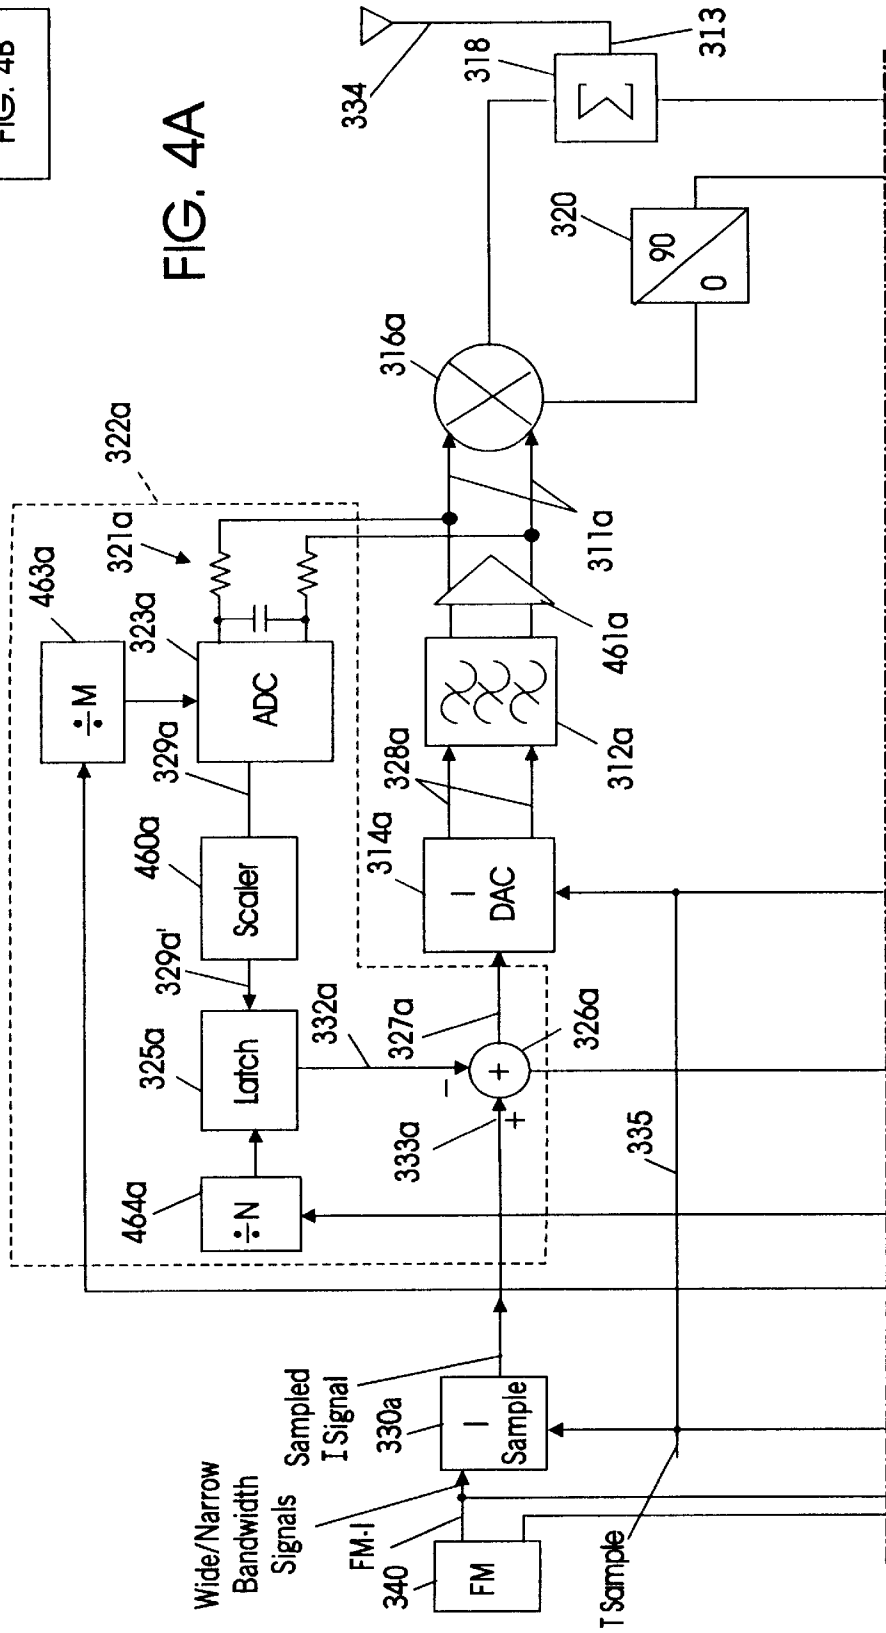 FIG. 4B
FIG. 4A
334
318
313
Σ
320
90
0
316a
322a
463a
÷M
321a
323a
ADC
329a
460a
Scaler
329a'
325a
Latch
332a
464a
÷N
311a
461a
312a
328a
314a
I
DAC
327a
326a
−
+
+
333a
335
Sampled
I Signal
330a
I
Sample
Wide/Narrow
Bandwidth
Signals
FM-I
340
FM
T Sample